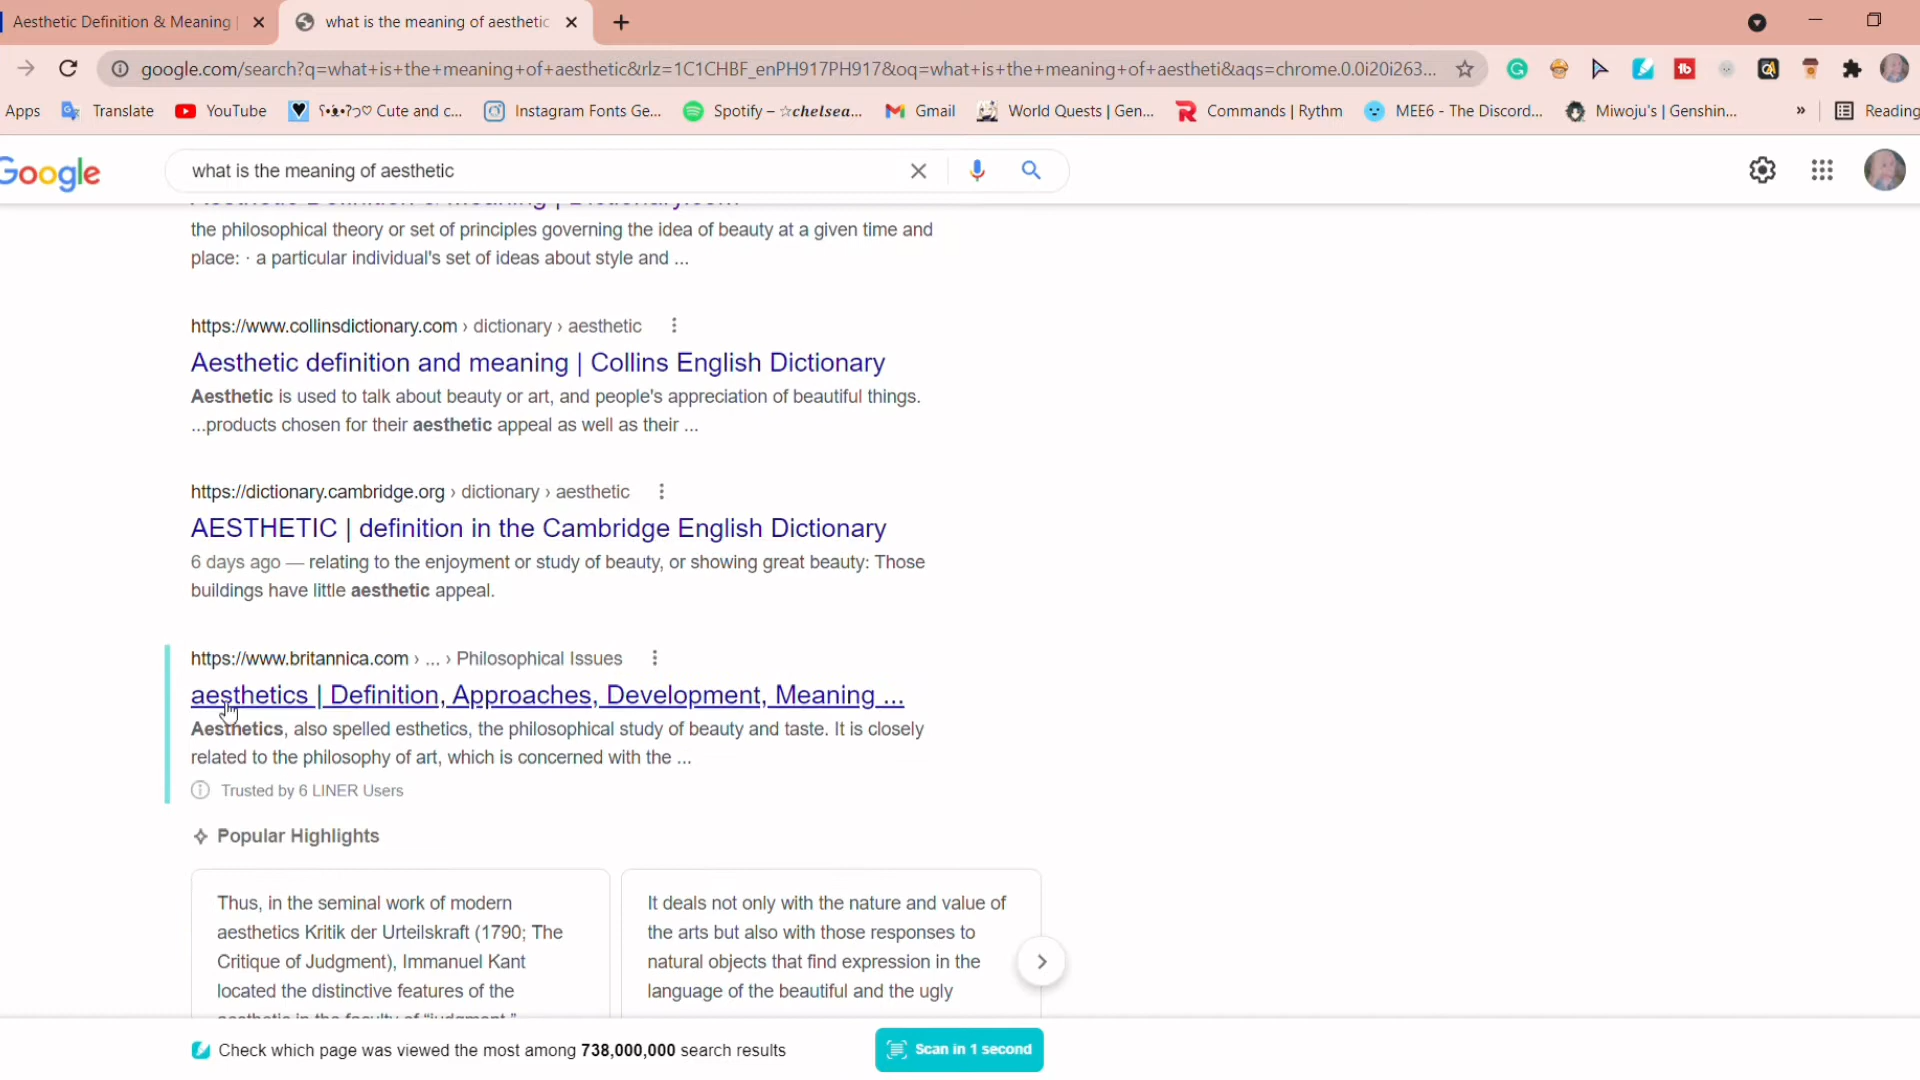 Aesthetic Definition & Meaning
what is the meaning of aesthetic
google.com/search?q=what+is+the+meaning+of+aesthetic&rlz=1C1CHBF_enPH917PH917&oq=what+is+the+meaning+of+aestheti&aqs=chrome.0.0i20i263...
Apps Translate YouTube Cute and c... Instagram Fonts Ge... Spotify – ☆chelsea... Gmail World Quests | Gen... Commands | Rythm MEE6 - The Discord... Miwoju's | Genshin... » Reading
Google what is the meaning of aesthetic
Aesthetic Definition & Meaning | Dictionary.com
the philosophical theory or set of principles governing the idea of beauty at a given time and
place: · a particular individual's set of ideas about style and ...
https://www.collinsdictionary.com › dictionary › aesthetic
Aesthetic definition and meaning | Collins English Dictionary
Aesthetic is used to talk about beauty or art, and people's appreciation of beautiful things.
...products chosen for their aesthetic appeal as well as their ...
https://dictionary.cambridge.org › dictionary › aesthetic
AESTHETIC | definition in the Cambridge English Dictionary
6 days ago — relating to the enjoyment or study of beauty, or showing great beauty: Those
buildings have little aesthetic appeal.
https://www.britannica.com › ... › Philosophical Issues
aesthetics | Definition, Approaches, Development, Meaning ...
Aesthetics, also spelled esthetics, the philosophical study of beauty and taste. It is closely
related to the philosophy of art, which is concerned with the ...
Trusted by 6 LINER Users
Popular Highlights
Thus, in the seminal work of modern
aesthetics Kritik der Urteilskraft (1790; The
Critique of Judgment), Immanuel Kant
located the distinctive features of the
aesthetic in the faculty of “judgment,”
It deals not only with the nature and value of
the arts but also with those responses to
natural objects that find expression in the
language of the beautiful and the ugly
Check which page was viewed the most among 738,000,000 search results
Scan in 1 second